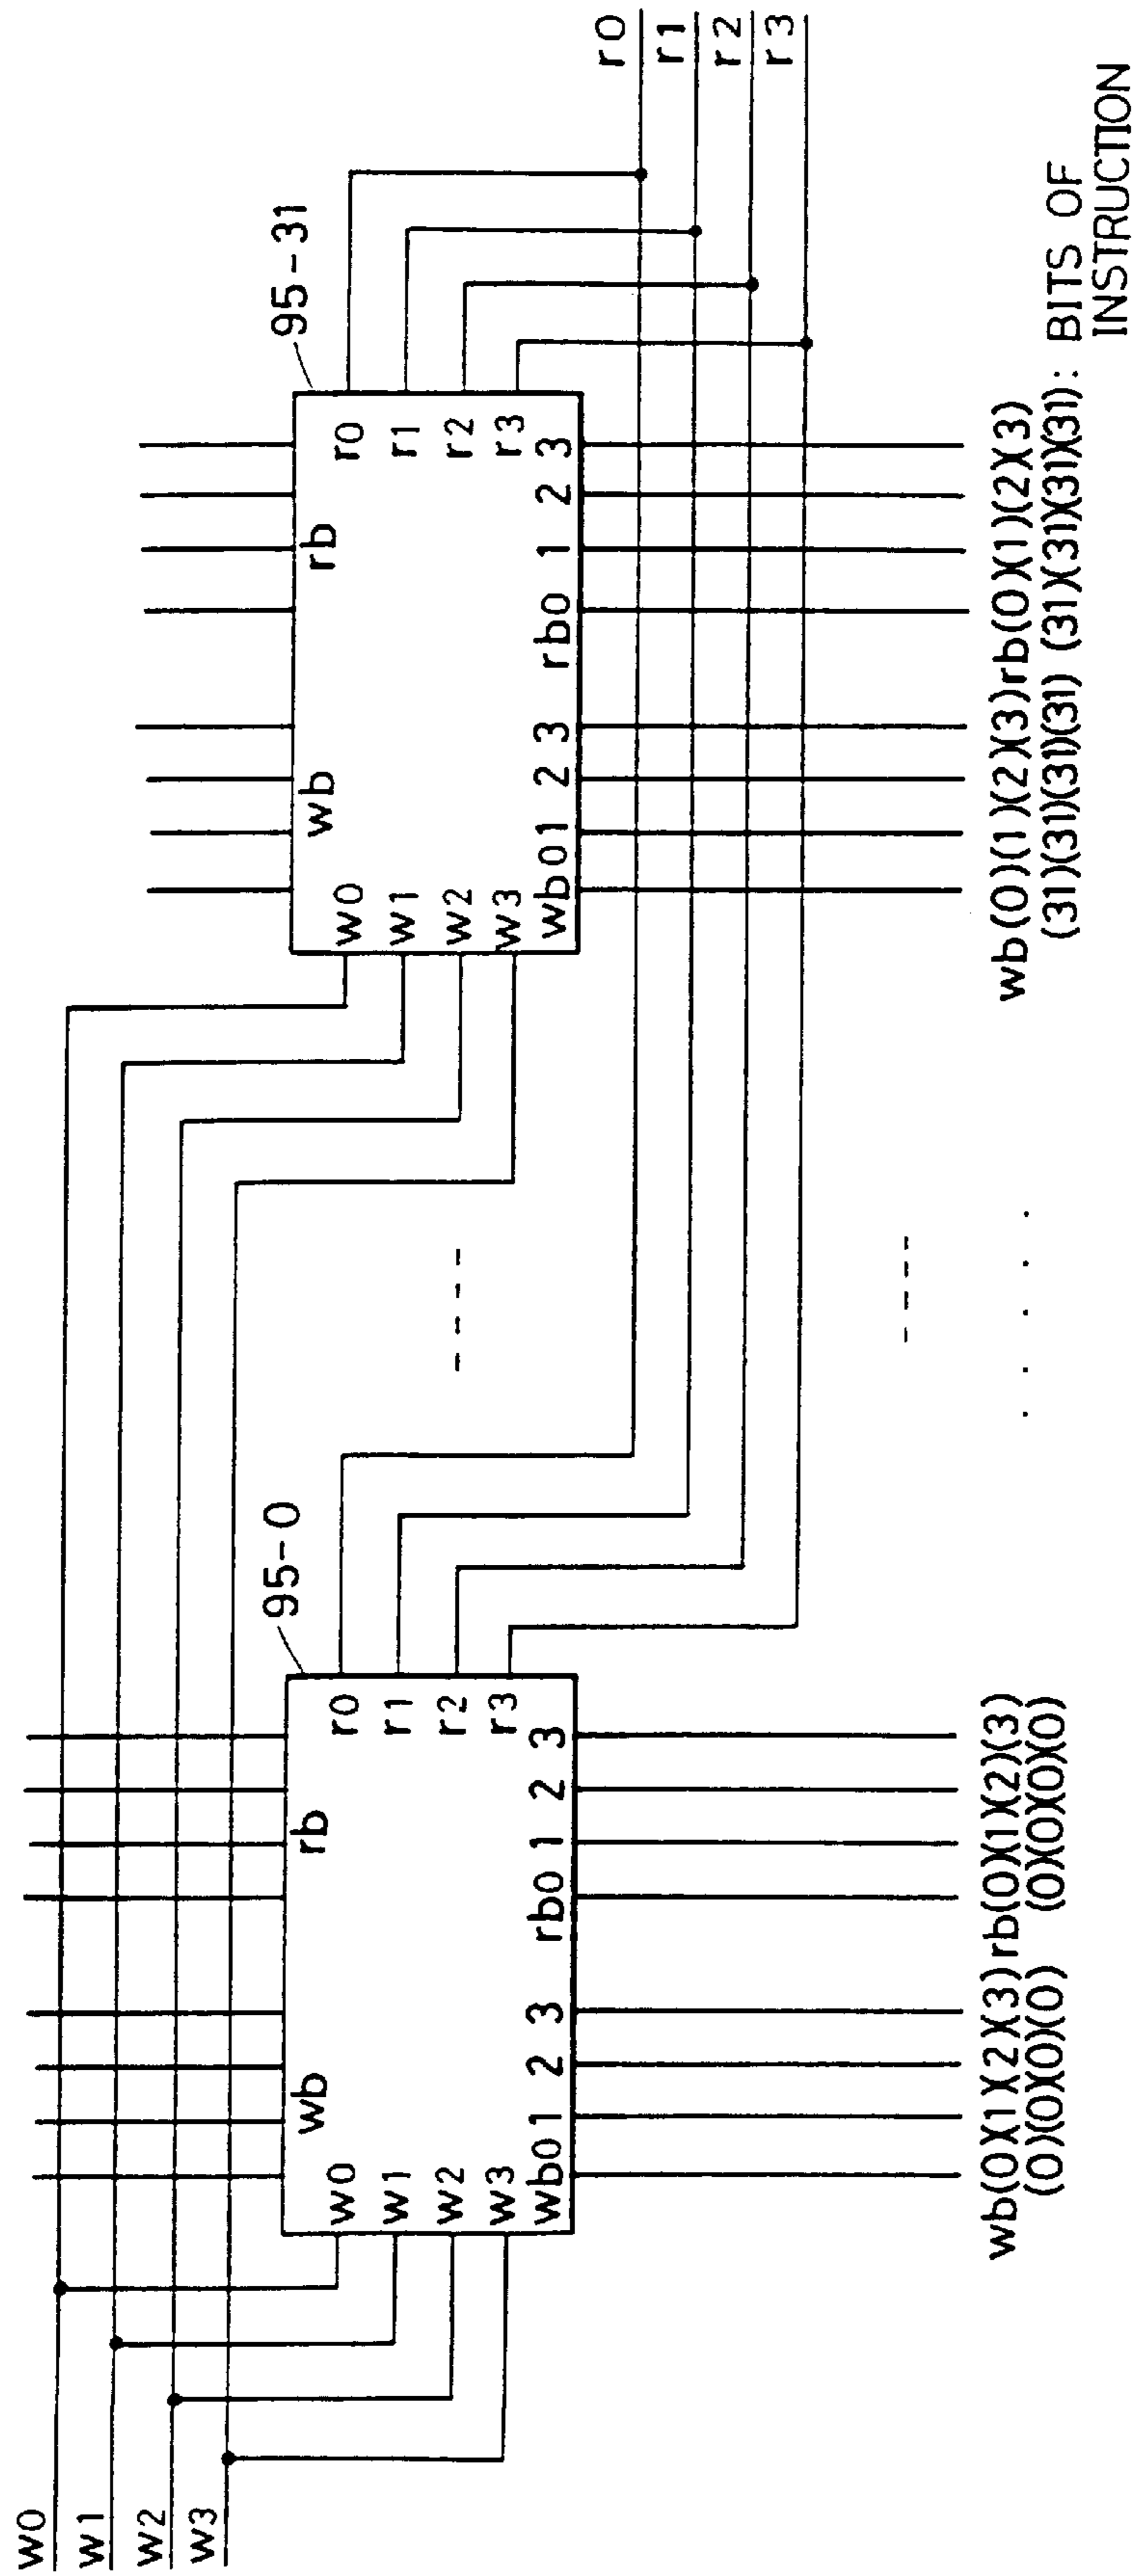 w0
w1
w2
w3
95-0
95-31
wb
rb
w0
r0
w1
r1
w2
r2
w3
r3
wb0 1 2 3
rb0 1 2 3
wb
rb
w0
r0
w1
r1
w2
r2
w3
r3
wb0 1 2 3
rb0 1 2 3
r0
r1
r2
r3
wb(0)(1)(2)(3)rb(0)(1)(2)(3)
(0)(0)(0)(0) (0)(0)(0)(0)
wb(0)(1)(2)(3)rb(0)(1)(2)(3)
(31)(31)(31)(31) (31)(31)(31)(31): BITS OF
INSTRUCTION